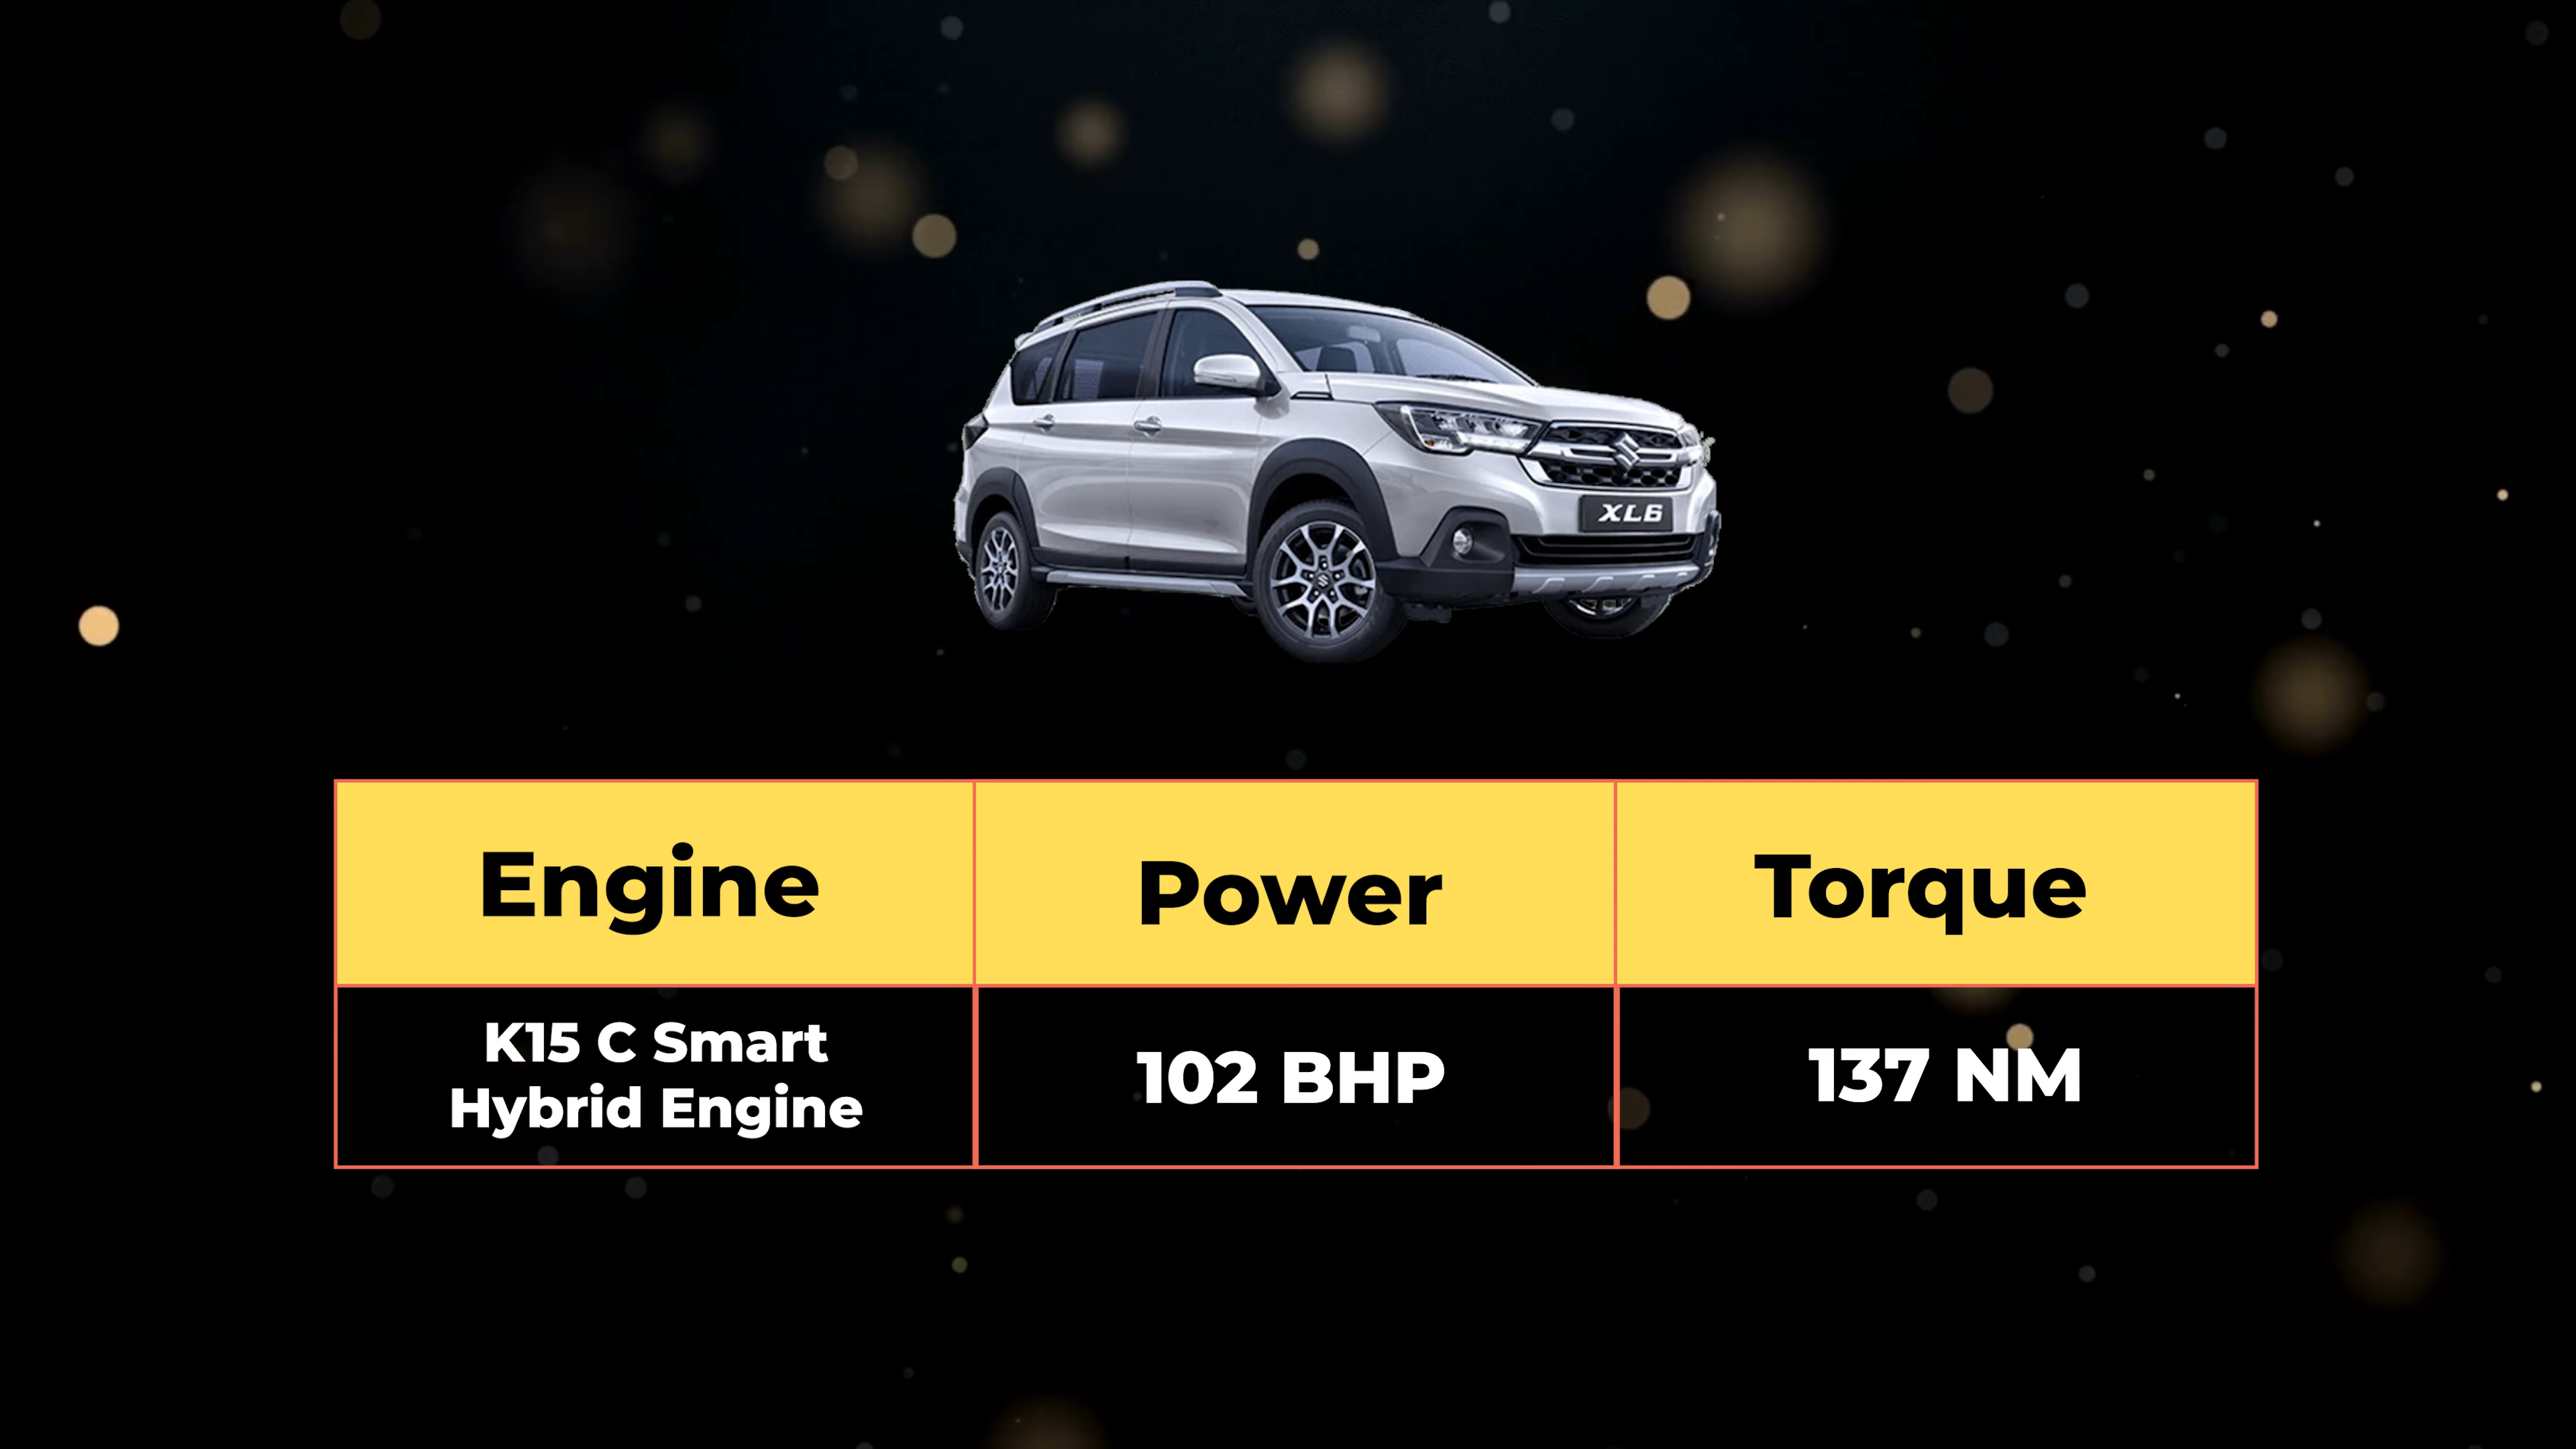 XL6
Engine
Power
Torque
K15 C Smart
Hybrid Engine
102 BHP
137 NM